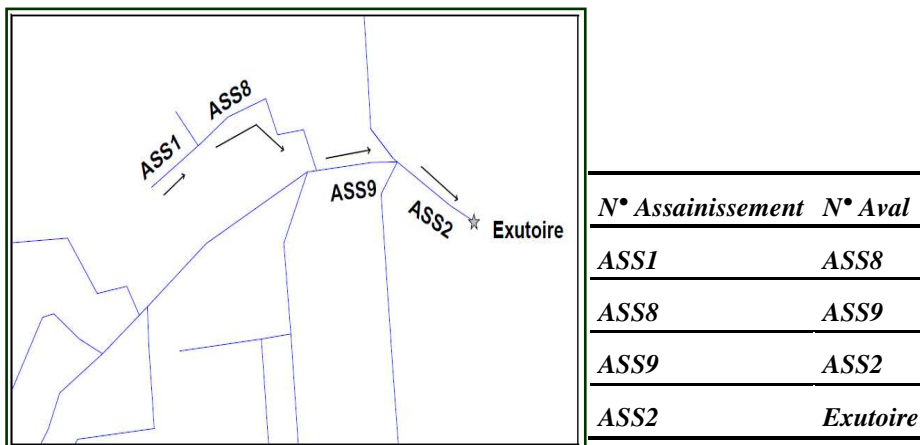 ASS8
ASS1
ASS9
ASS2
Exutoire
N• Assainissement N• Aval
ASS1 ASS8
ASS8 ASS9
ASS9 ASS2
ASS2 Exutoire